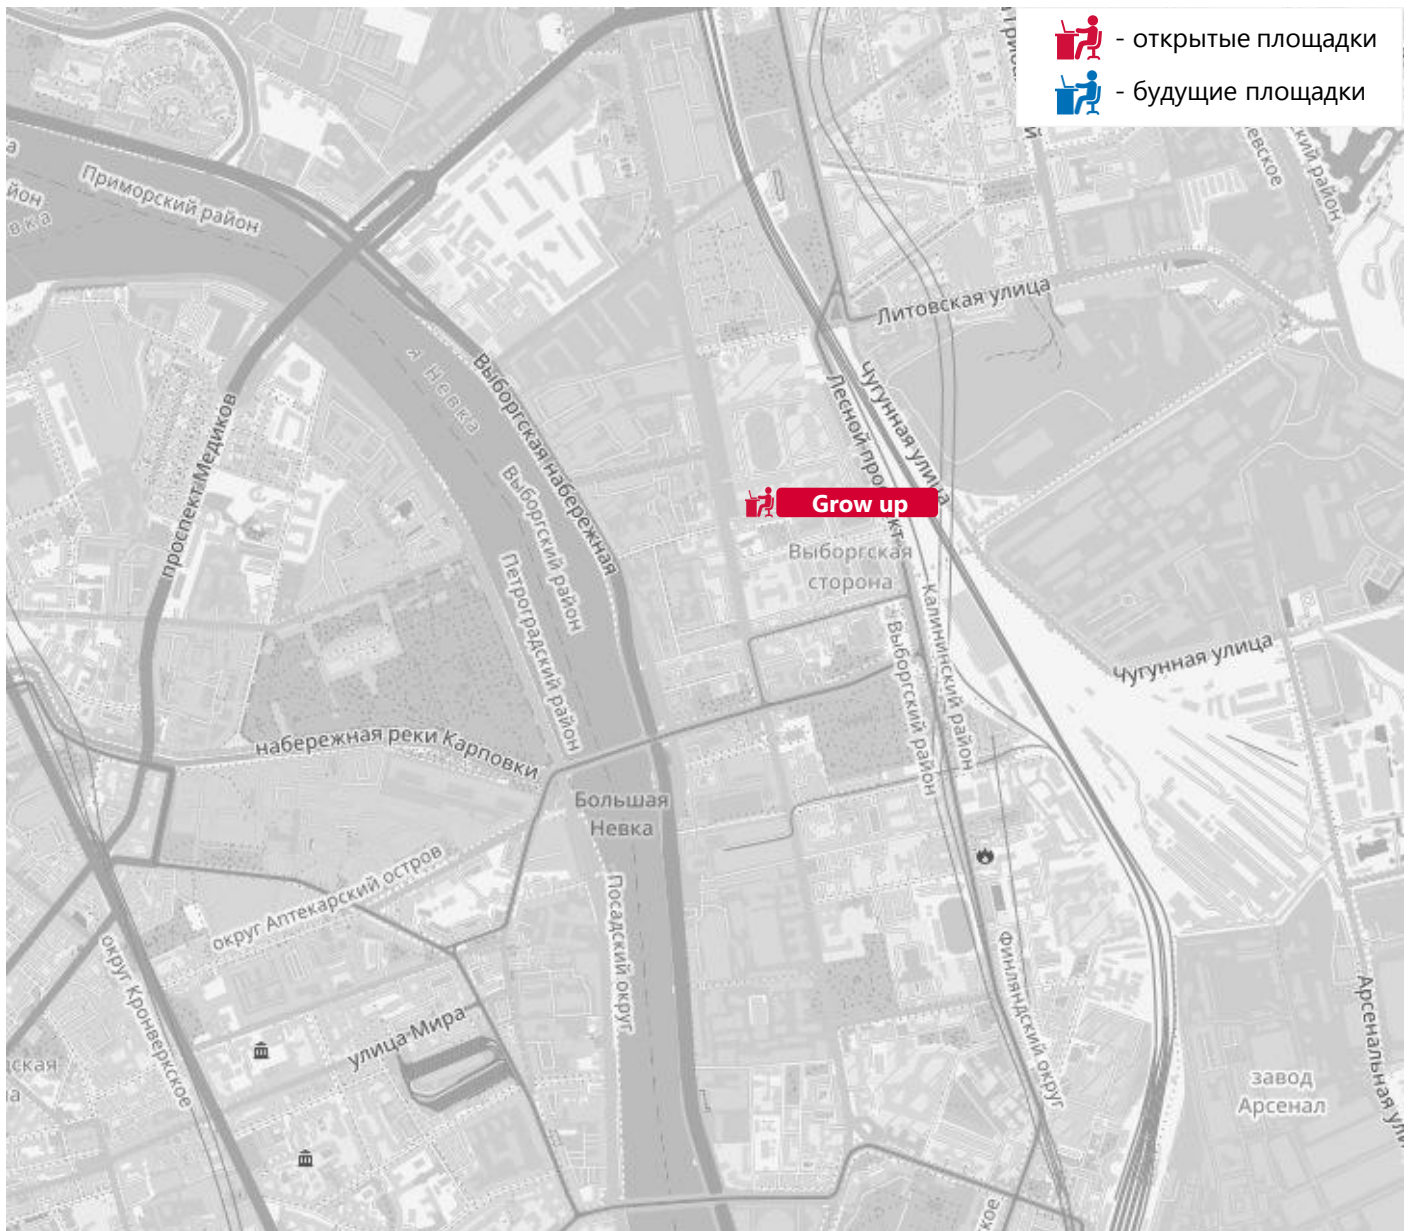 - открытые площадки
- будущие площадки
Приморский район
Литовская улица
Чугунная улица
Лесной проспект
Выборгская набережная
проспект Медиков
Невка
Выборгский район
Петроградский район
Grow up
Выборгская
сторона
Калининский район
Выборгский район
Чугунная улица
набережная реки Карповки
Большая
Невка
округ Аптекарский остров
Посадский округ
Финляндский округ
округ Кронверкское
улица Мира
завод
Арсенал
Арсенальная ули